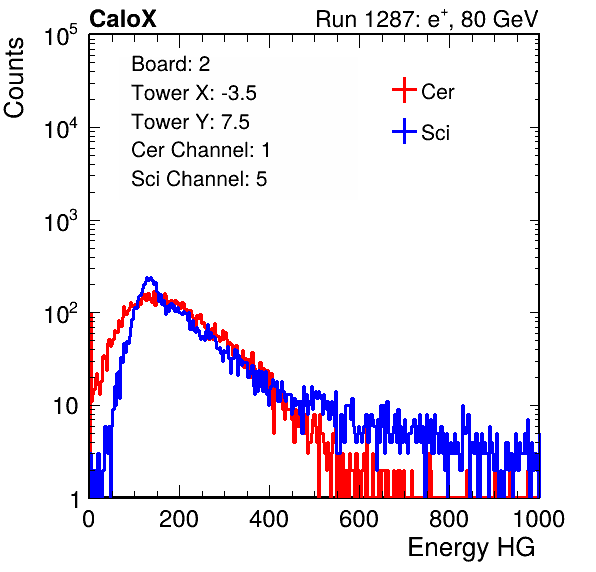 CaloX Run 1287: e⁺, 80 GeV
Counts
10⁵
10⁴
10³
10²
10
1
Board: 2
Tower X: -3.5
Tower Y: 7.5
Cer Channel: 1
Sci Channel: 5
Cer
Sci
0 200 400 600 800 1000
Energy HG